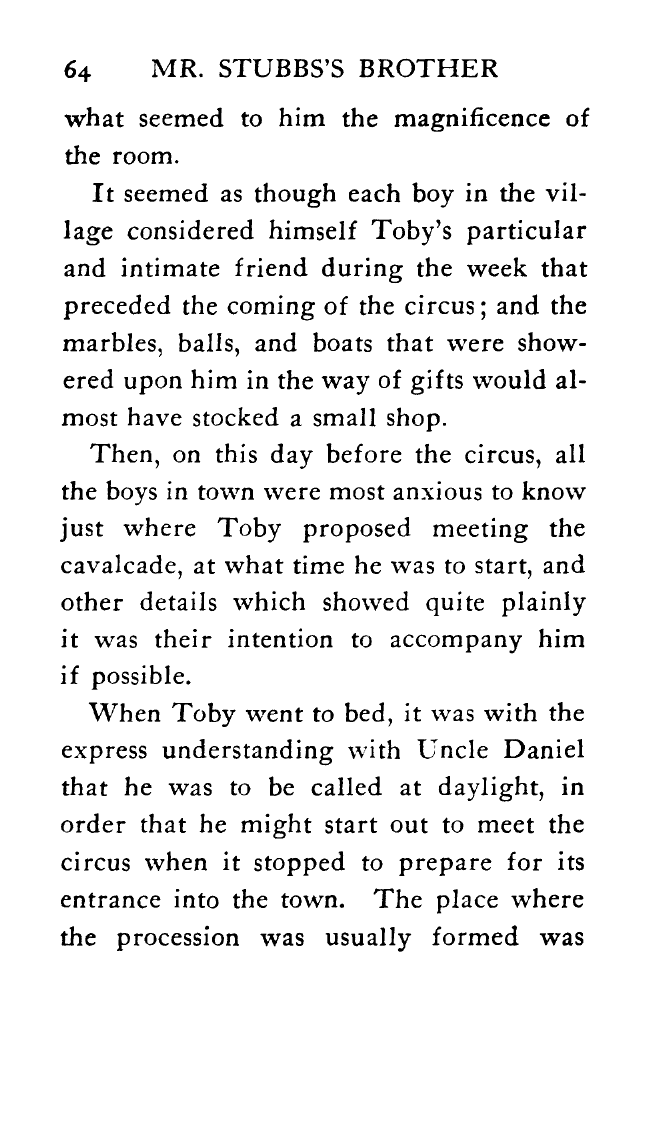 64 MR. STUBBS'S BROTHER
what seemed to him the magnificence of
the room.
It seemed as though each boy in the vil-
lage considered himself Toby's particular
and intimate friend during the week that
preceded the coming of the circus; and the
marbles, balls, and boats that were show-
ered upon him in the way of gifts would al-
most have stocked a small shop.
Then, on this day before the circus, all
the boys in town were most anxious to know
just where Toby proposed meeting the
cavalcade, at what time he was to start, and
other details which showed quite plainly
it was their intention to accompany him
if possible.
When Toby went to bed, it was with the
express understanding with Uncle Daniel
that he was to be called at daylight, in
order that he might start out to meet the
circus when it stopped to prepare for its
entrance into the town. The place where
the procession was usually formed was